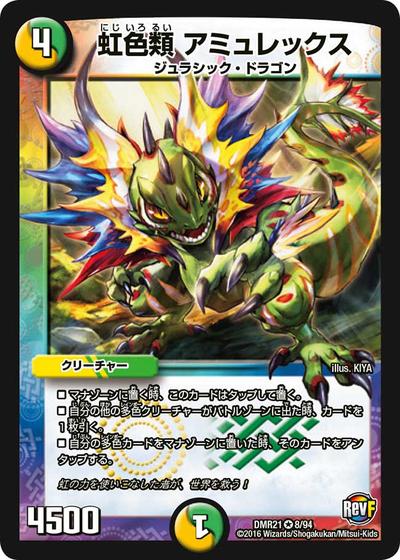 4
にじいろるい
虹色類 アミュレックス
ジュラシック・ドラゴン
illus. KIYA
クリーチャー
■ マナゾーンに置く時、このカードはタップして置く。
■ 自分の他の多色クリーチャーがバトルゾーンに出た時、カードを
1枚引く。
■ 自分の多色カードをマナゾーンに置いた時、そのカードをアン
タップする。
虹の力を使いこなした者が、世界を救う!
RevF
4500
1
DMR21 ✪ 8/94
©2016 Wizards/Shogakukan/Mitsui-Kids